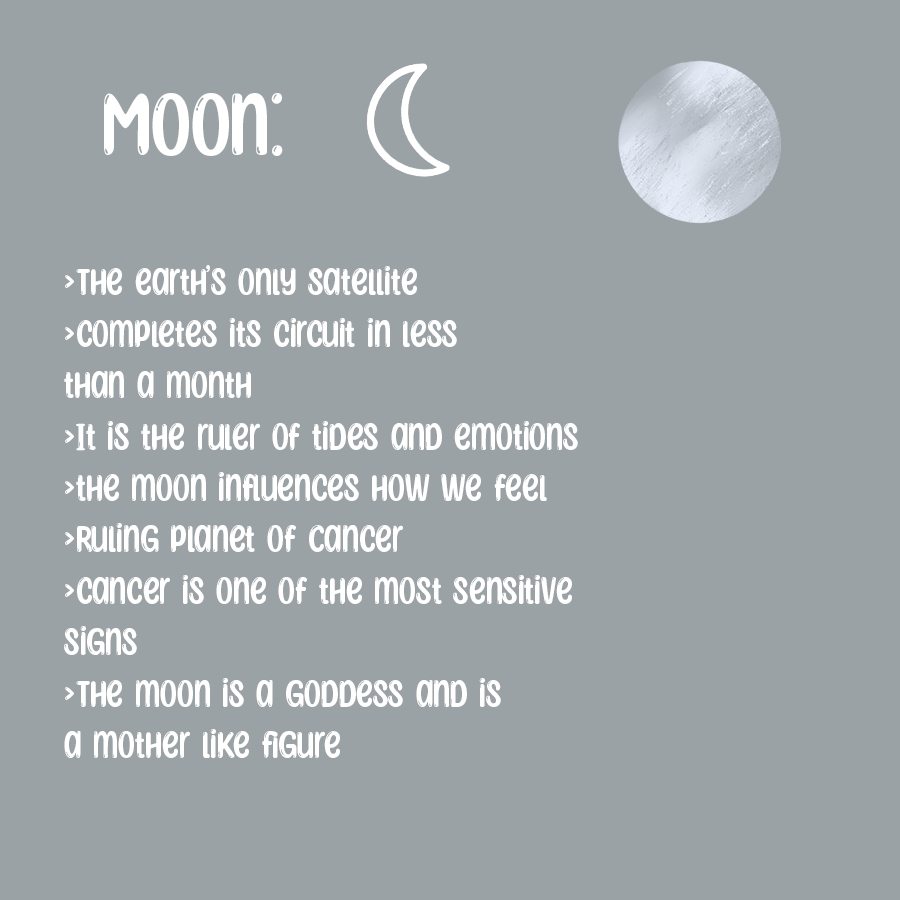 Moon:
>The earth's only satellite
>completes its circuit in less
than a month
>It is the ruler of tides and emotions
>the moon influences how we feel
>Ruling planet of cancer
>cancer is one of the most sensitive
signs
>The moon is a goddess and is
a mother like figure